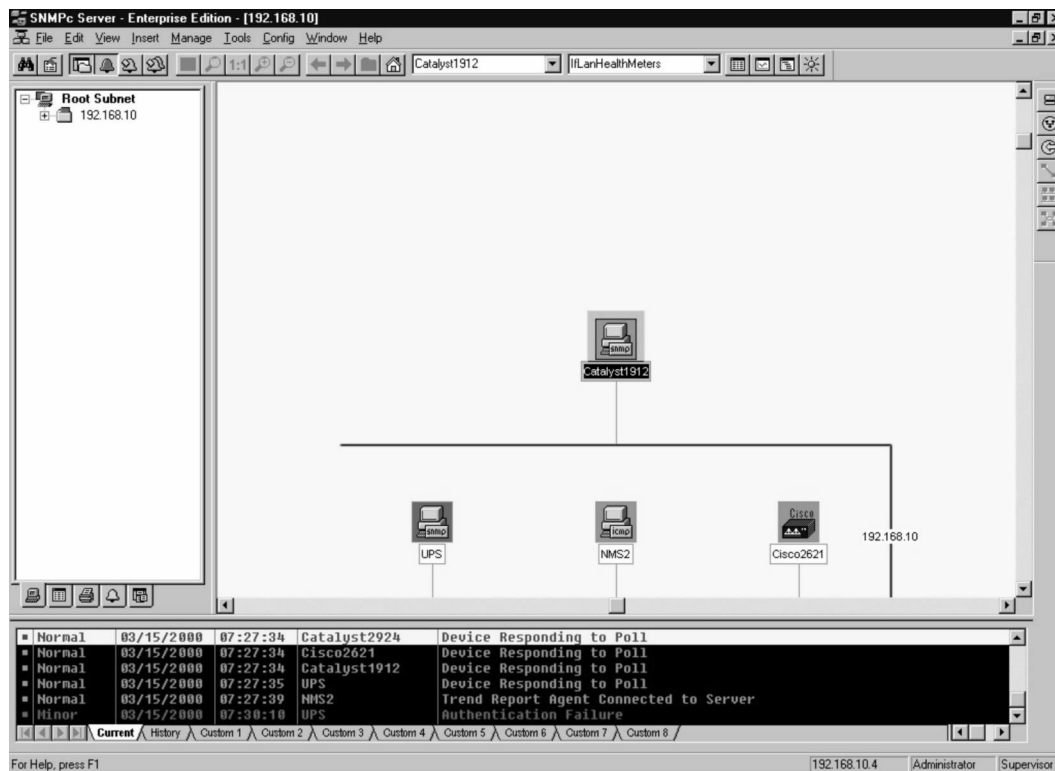 SNMPc Server - Enterprise Edition - [192.168.10]
File Edit View Insert Manage Tools Config Window Help
1:1 Catalyst1912 IfLanHealthMeters
Root Subnet
192.168.10
snmp
Catalyst1912
snmp
UPS
icmp
NMS2
Cisco
Cisco2621
192.168.10
Normal 03/15/2000 07:27:34 Catalyst2924 Device Responding to Poll
Normal 03/15/2000 07:27:34 Cisco2621 Device Responding to Poll
Normal 03/15/2000 07:27:34 Catalyst1912 Device Responding to Poll
Normal 03/15/2000 07:27:35 UPS Device Responding to Poll
Normal 03/15/2000 07:27:39 NMS2 Trend Report Agent Connected to Server
Minor 03/15/2000 07:30:10 UPS Authentication Failure
Current History Custom 1 Custom 2 Custom 3 Custom 4 Custom 5 Custom 6 Custom 7 Custom 8
For Help, press F1 192.168.10.4 Administrator Supervisor